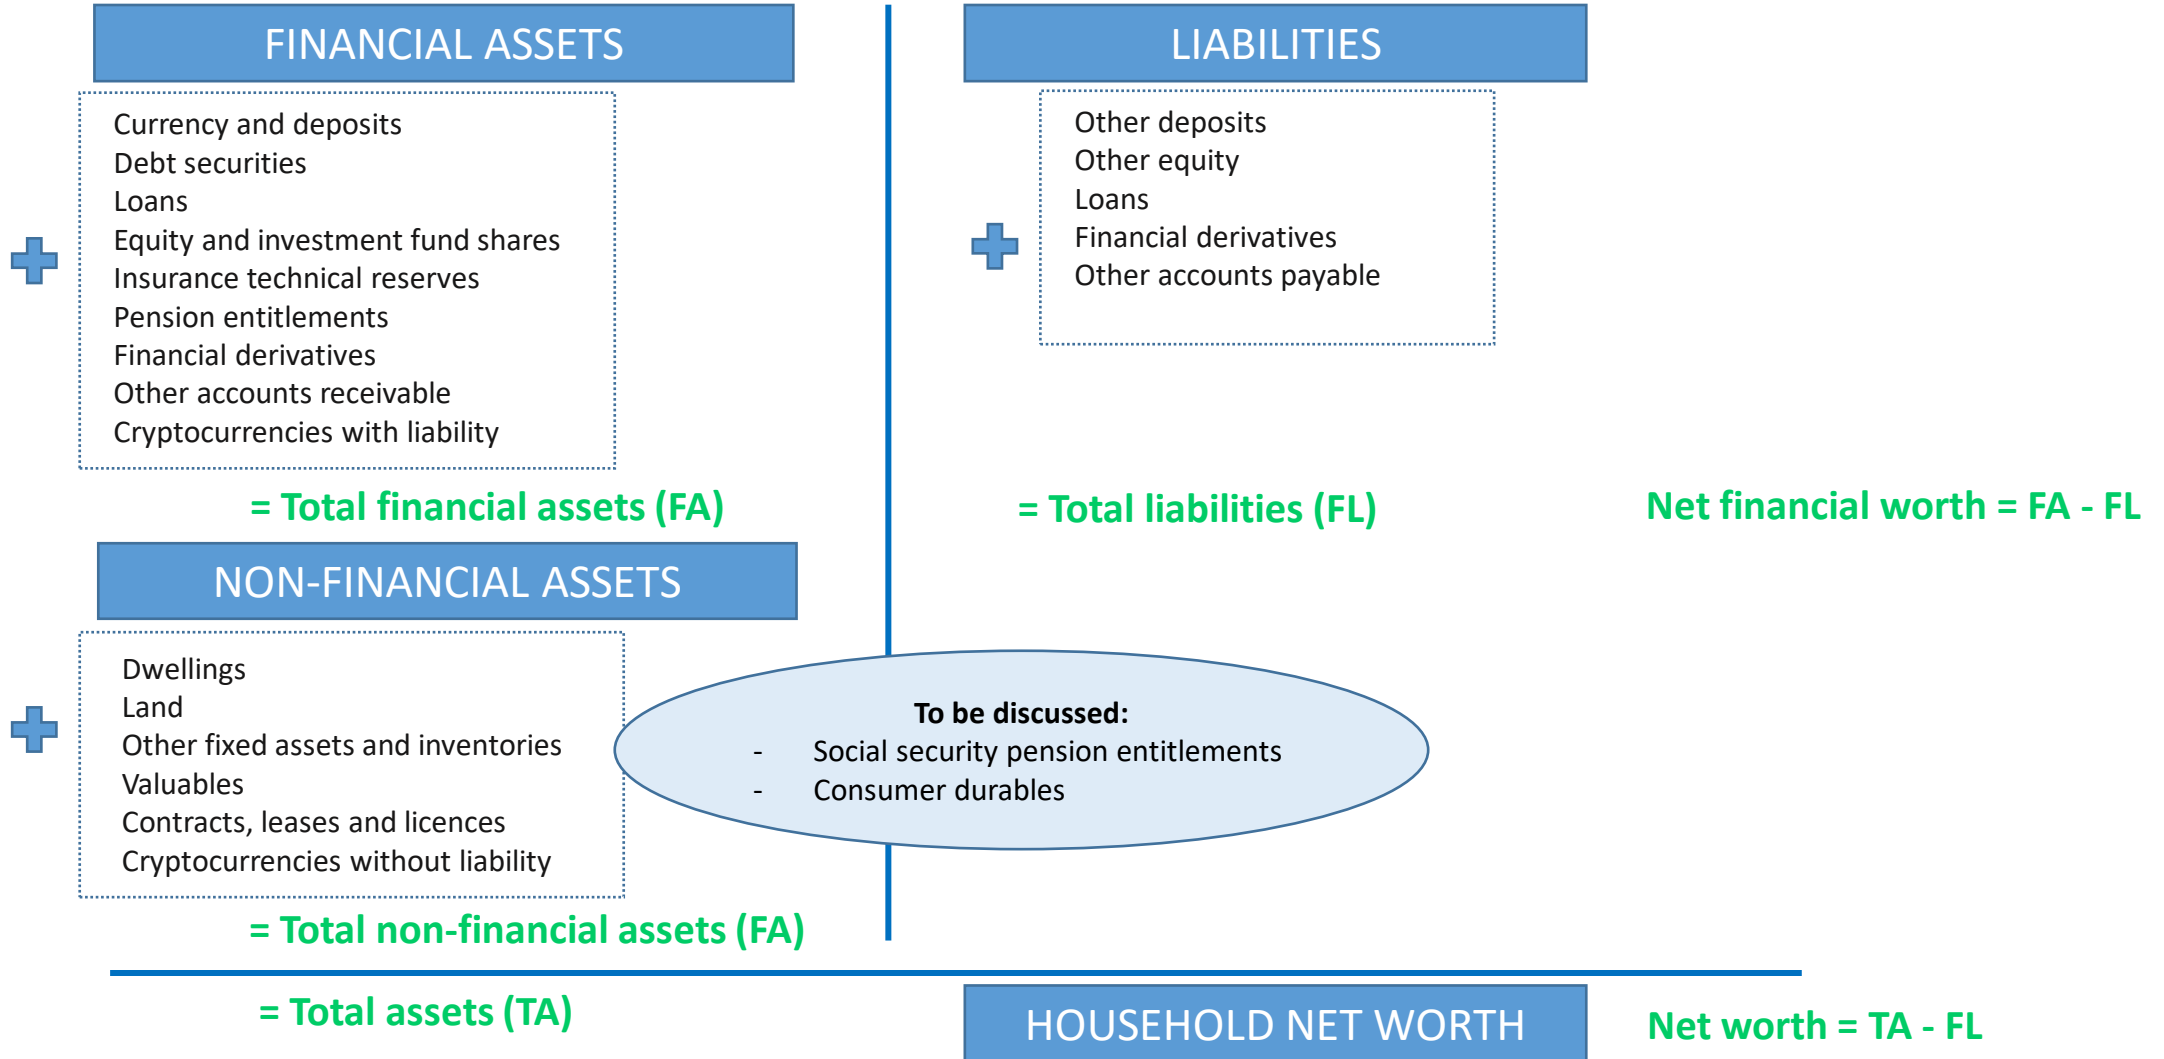 FINANCIAL ASSETS
Currency and deposits
Debt securities
Loans
Equity and investment fund shares
Insurance technical reserves
Pension entitlements
Financial derivatives
Other accounts receivable
Cryptocurrencies with liability
= Total financial assets (FA)
LIABILITIES
Other deposits
Other equity
Loans
Financial derivatives
Other accounts payable
= Total liabilities (FL)
Net financial worth = FA - FL
NON-FINANCIAL ASSETS
Dwellings
Land
Other fixed assets and inventories
Valuables
Contracts, leases and licences
Cryptocurrencies without liability
To be discussed:
- Social security pension entitlements
- Consumer durables
= Total non-financial assets (FA)
= Total assets (TA)
HOUSEHOLD NET WORTH
Net worth = TA - FL